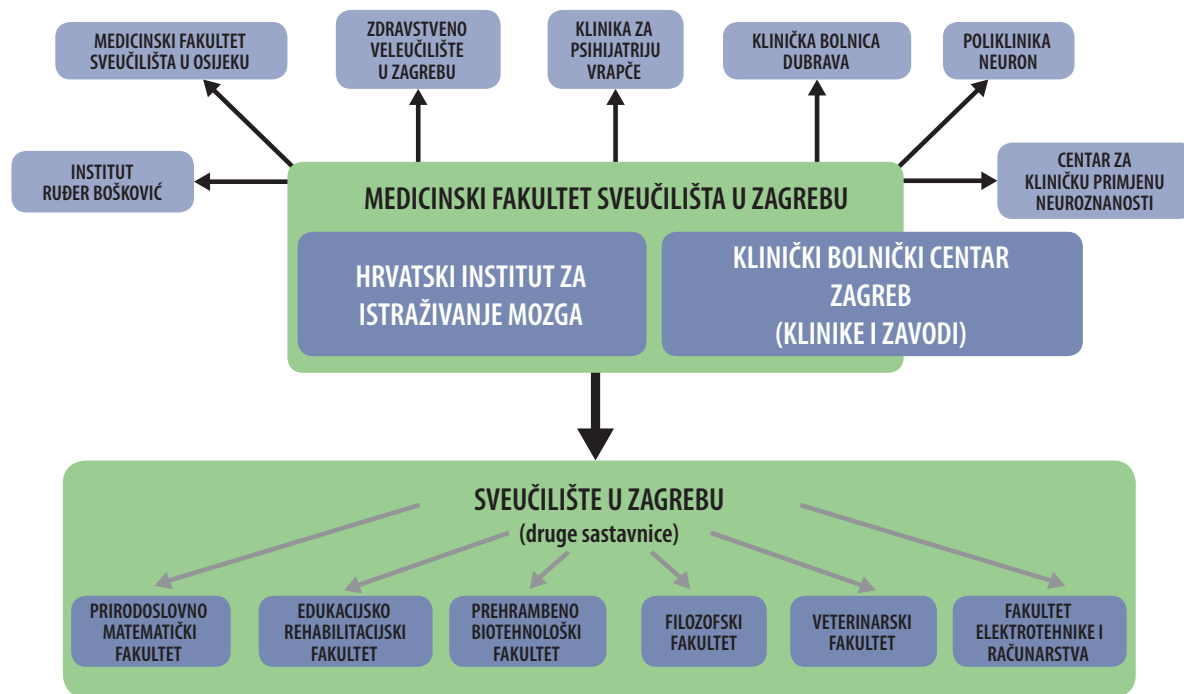 MEDICINSKI FAKULTET
SVEUČILIŠTA U OSIJEKU
ZDRAVSTVENO
VELEUČILIŠTE
U ZAGREBU
KLINIKA ZA
PSIHIJATRIJU
VRAPČE
KLINIČKA BOLNICA
DUBRAVA
POLIKLINIKA
NEURON
INSTITUT
RUĐER BOŠKOVIĆ
CENTAR ZA
KLINIČKU PRIMJENU
NEUROZNANOSTI
MEDICINSKI FAKULTET SVEUČILIŠTA U ZAGREBU
HRVATSKI INSTITUT ZA
ISTRAŽIVANJE MOZGA
KLINIČKI BOLNIČKI CENTAR
ZAGREB
(KLINIKE I ZAVODI)
SVEUČILIŠTE U ZAGREBU
(druge sastavnice)
PRIRODOSLOVNO
MATEMATIČKI
FAKULTET
EDUKACIJSKO
REHABILITACIJSKI
FAKULTET
PREHRAMBENO
BIOTEHNOLOŠKI
FAKULTET
FILOZOFSKI
FAKULTET
VETERINARSKI
FAKULTET
FAKULTET
ELEKTROTEHNIKE I
RAČUNARSTVA